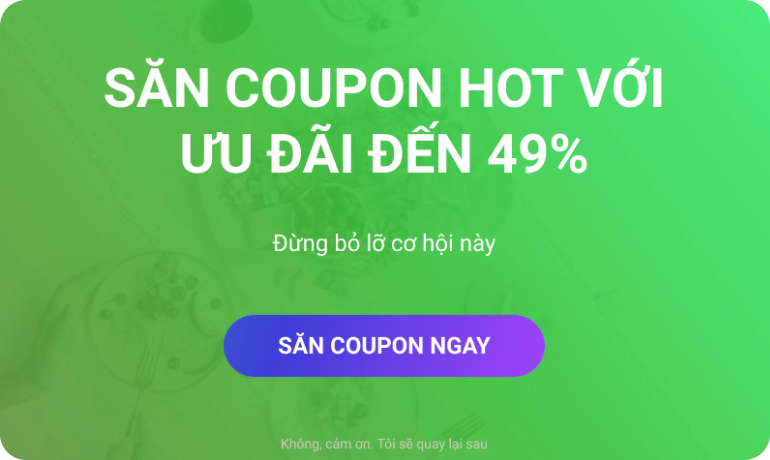 SĂN COUPON HOT VỚI
ƯU ĐÃI ĐẾN 49%
Đừng bỏ lỡ cơ hội này
SĂN COUPON NGAY
Không, cảm ơn. Tôi sẽ quay lại sau